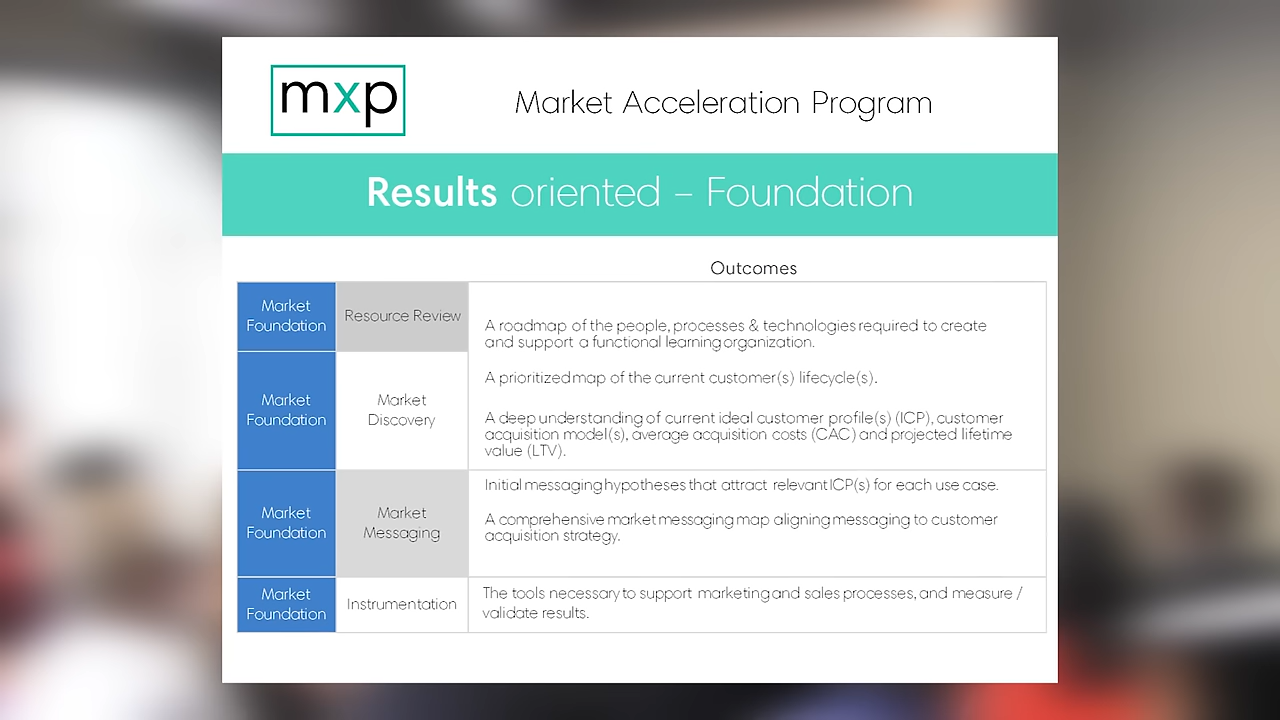 mxp
Market Acceleration Program
Results oriented – Foundation
Outcomes
Market
Foundation
Resource Review
A roadmap of the people, processes & technologies required to create
and support a functional learning organization.
Market
Foundation
Market
Discovery
A prioritized map of the current customer(s) lifecycle(s).
A deep understanding of current ideal customer profile(s) (ICP), customer
acquisition model(s), average acquisition costs (CAC) and projected lifetime
value (LTV).
Market
Foundation
Market
Messaging
Initial messaging hypotheses that attract relevant ICP(s) for each use case.
A comprehensive market messaging map aligning messaging to customer
acquisition strategy.
Market
Foundation
Instrumentation
The tools necessary to support marketing and sales processes, and measure /
validate results.